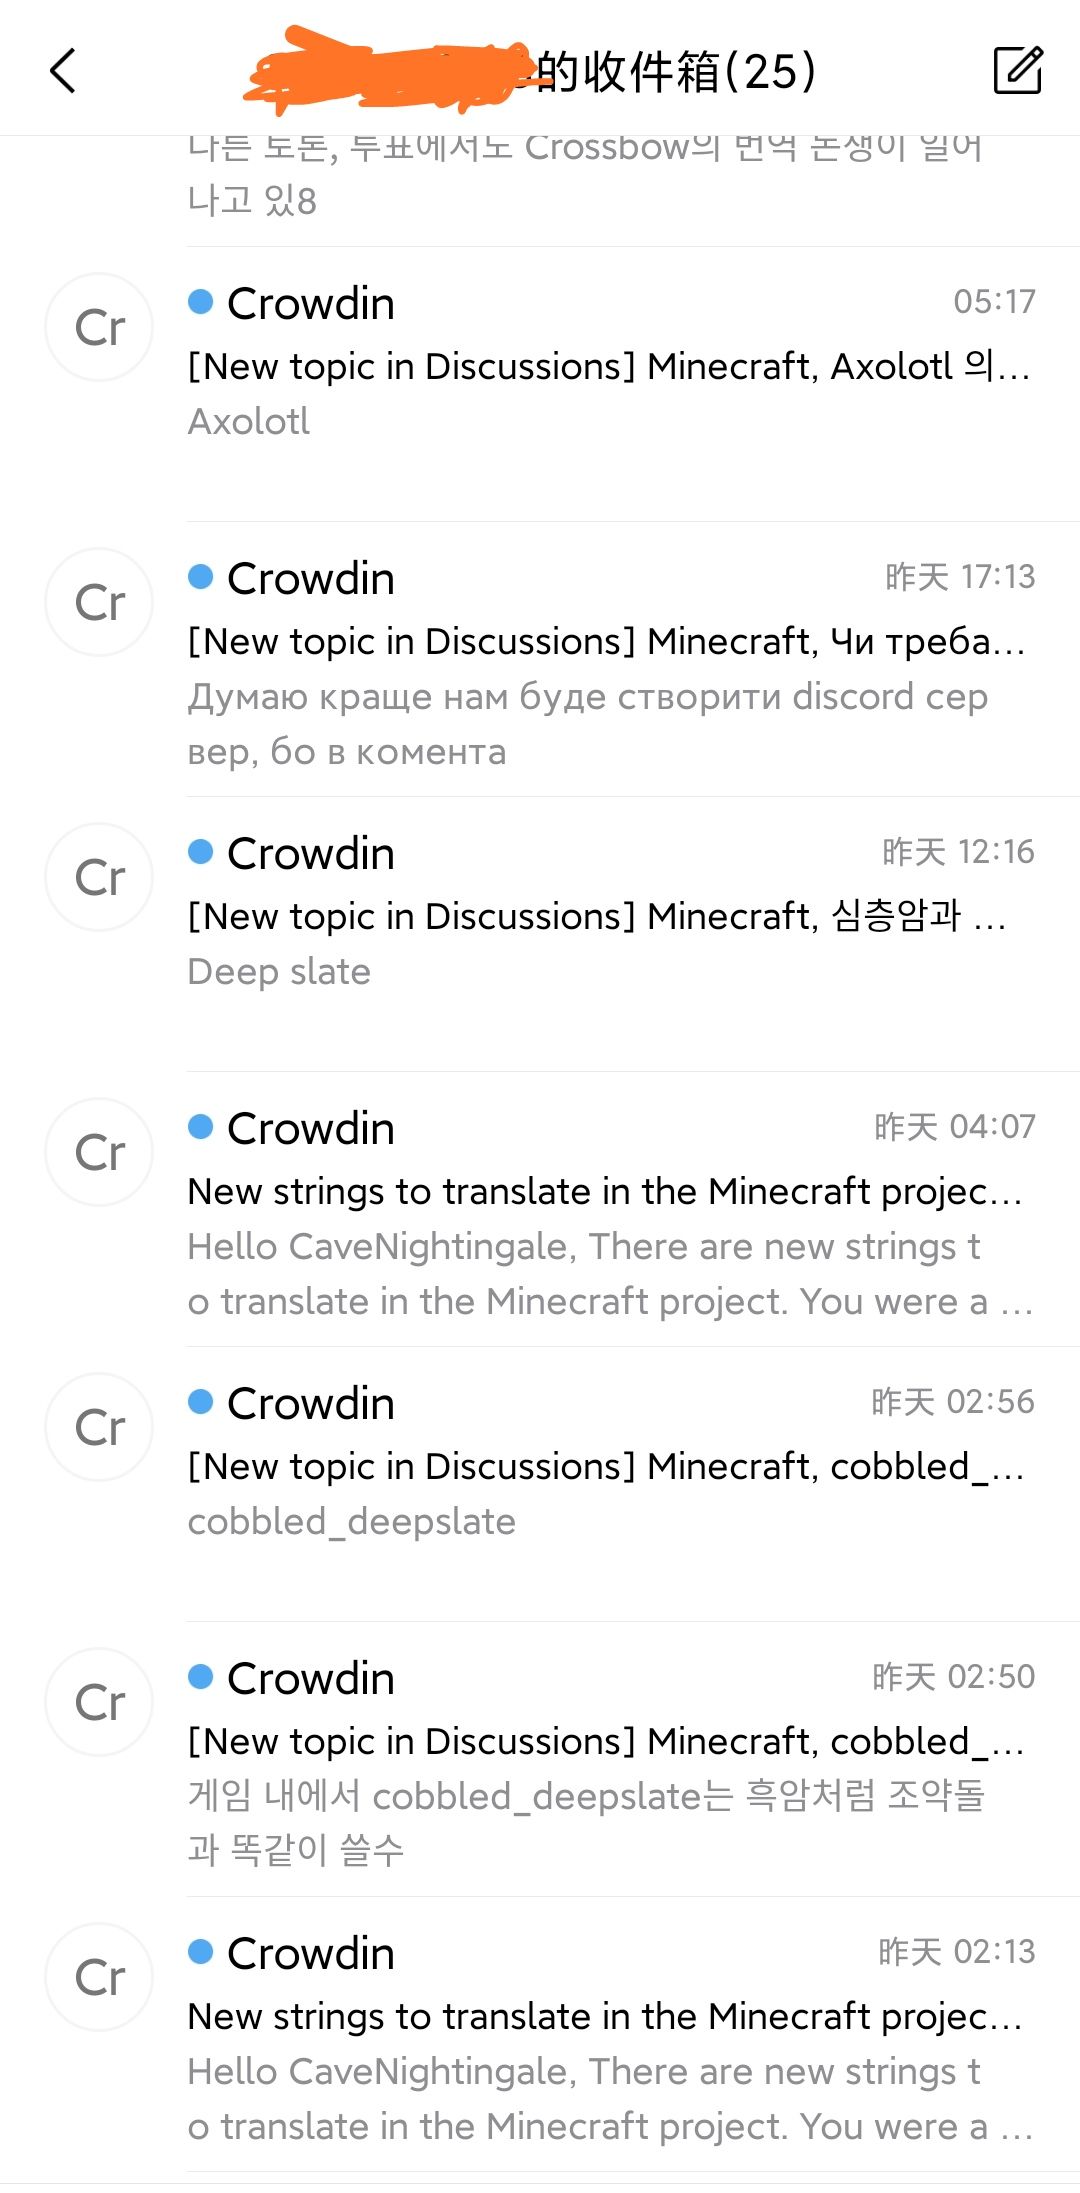 的收件箱(25)
다른 토론, 투표에서도 Crossbow의 번역 논쟁이 일어
나고 있8
Cr
Crowdin
05:17
[New topic in Discussions] Minecraft, Axolotl 의...
Axolotl
Cr
Crowdin
昨天 17:13
[New topic in Discussions] Minecraft, Чи треба...
Думаю краще нам буде створити discord сер
вер, бо в комента
Cr
Crowdin
昨天 12:16
[New topic in Discussions] Minecraft, 심층암과 ...
Deep slate
Cr
Crowdin
昨天 04:07
New strings to translate in the Minecraft projec...
Hello CaveNightingale, There are new strings t
o translate in the Minecraft project. You were a ...
Cr
Crowdin
昨天 02:56
[New topic in Discussions] Minecraft, cobbled_...
cobbled_deepslate
Cr
Crowdin
昨天 02:50
[New topic in Discussions] Minecraft, cobbled_...
게임 내에서 cobbled_deepslate는 흑암처럼 조약돌
과 똑같이 쓸수
Cr
Crowdin
昨天 02:13
New strings to translate in the Minecraft projec...
Hello CaveNightingale, There are new strings t
o translate in the Minecraft project. You were a ...